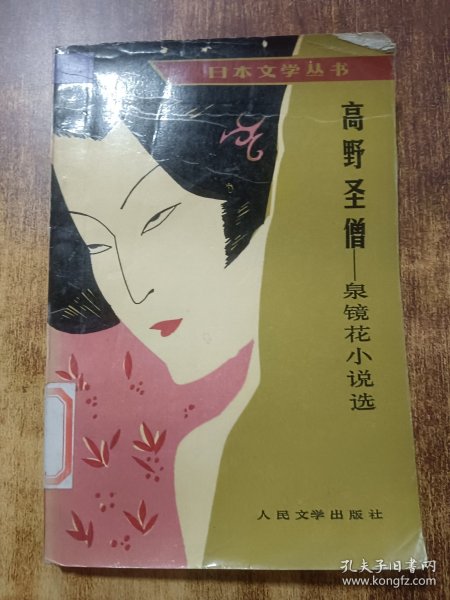 日本文学丛书
高野圣僧
——泉镜花小说选
人民文学出版社
孔夫子旧书网
www.kongfz.com